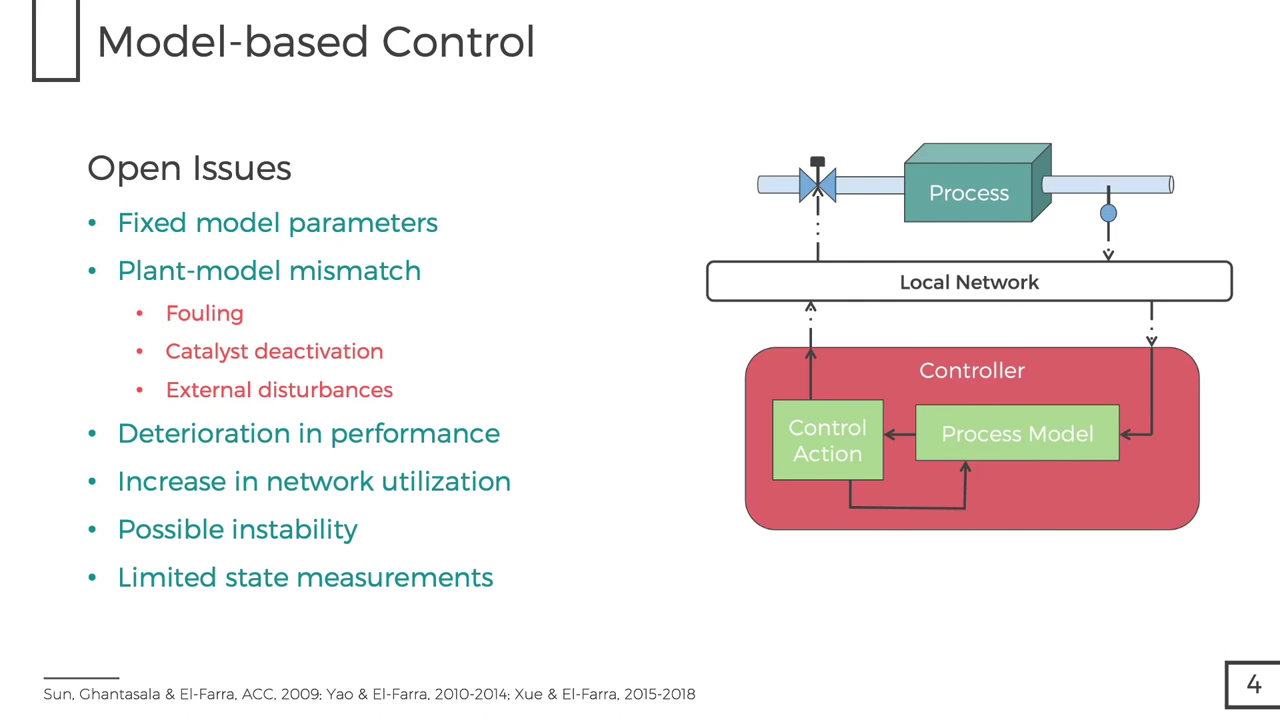 Model-based Control
Open Issues
• Fixed model parameters
• Plant-model mismatch
• Fouling
• Catalyst deactivation
• External disturbances
• Deterioration in performance
• Increase in network utilization
• Possible instability
• Limited state measurements
Process
Local Network
Controller
Control
Action
Process Model
Sun, Ghantasala & El-Farra, ACC, 2009; Yao & El-Farra, 2010-2014; Xue & El-Farra, 2015-2018
4